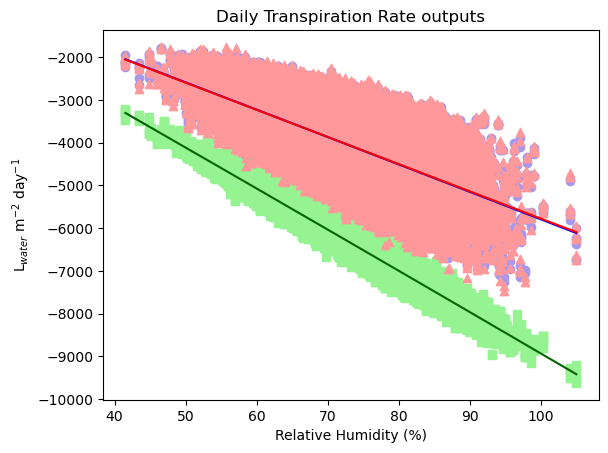 Daily Transpiration Rate outputs
−2000
−3000
−4000
−5000
−6000
−7000
−8000
−9000
−10000
L_water m⁻² day⁻¹
40 50 60 70 80 90 100
Relative Humidity (%)